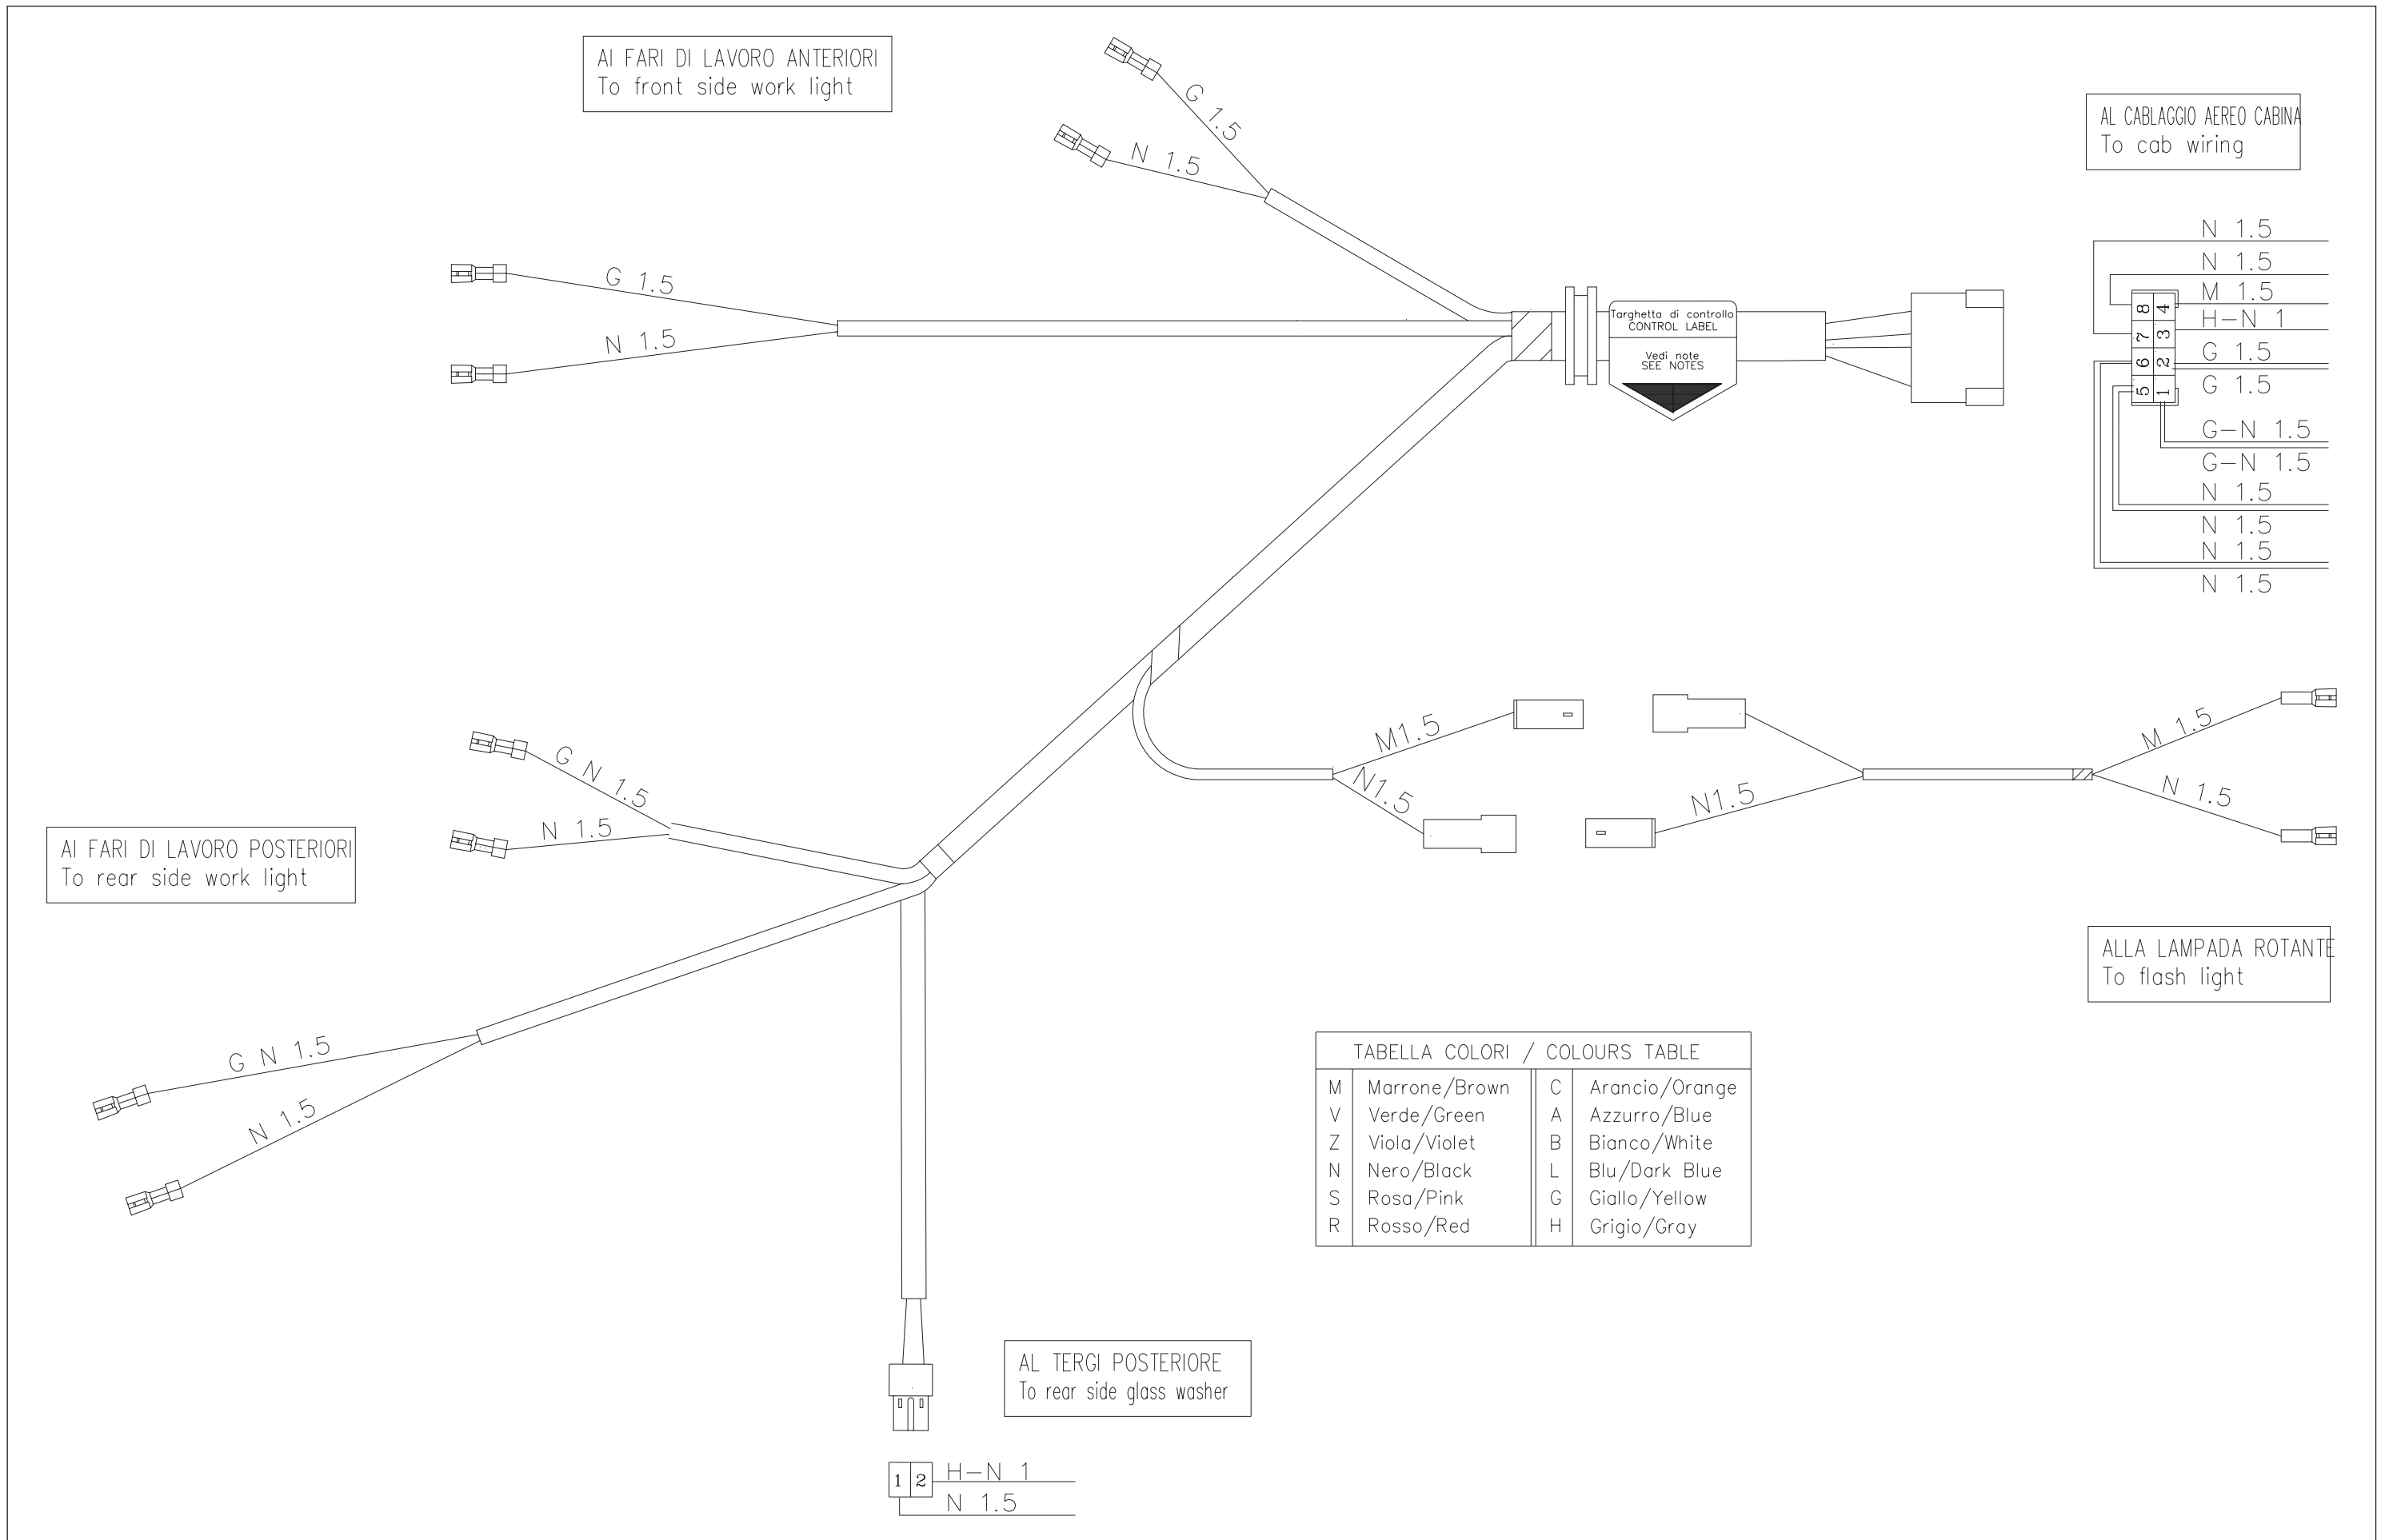 AI FARI DI LAVORO ANTERIORI
To front side work light
G 1.5
N 1.5
AL CABLAGGIO AEREO CABINA
To cab wiring
G 1.5
N 1.5
Targhetta di controllo
CONTROL LABEL
Vedi note
SEE NOTES
N 1.5
N 1.5
M 1.5
H-N 1
G 1.5
G 1.5
G-N 1.5
G-N 1.5
N 1.5
N 1.5
N 1.5
N 1.5
8 4
7 3
6 2
5 1
M1.5
N1.5
N1.5
M 1.5
N 1.5
G N 1.5
N 1.5
AI FARI DI LAVORO POSTERIORI
To rear side work light
ALLA LAMPADA ROTANTE
To flash light
G N 1.5
N 1.5
TABELLA COLORI / COLOURS TABLE
M Marrone/Brown C Arancio/Orange
V Verde/Green A Azzurro/Blue
Z Viola/Violet B Bianco/White
N Nero/Black L Blu/Dark Blue
S Rosa/Pink G Giallo/Yellow
R Rosso/Red H Grigio/Gray
AL TERGI POSTERIORE
To rear side glass washer
1 2 H-N 1
N 1.5